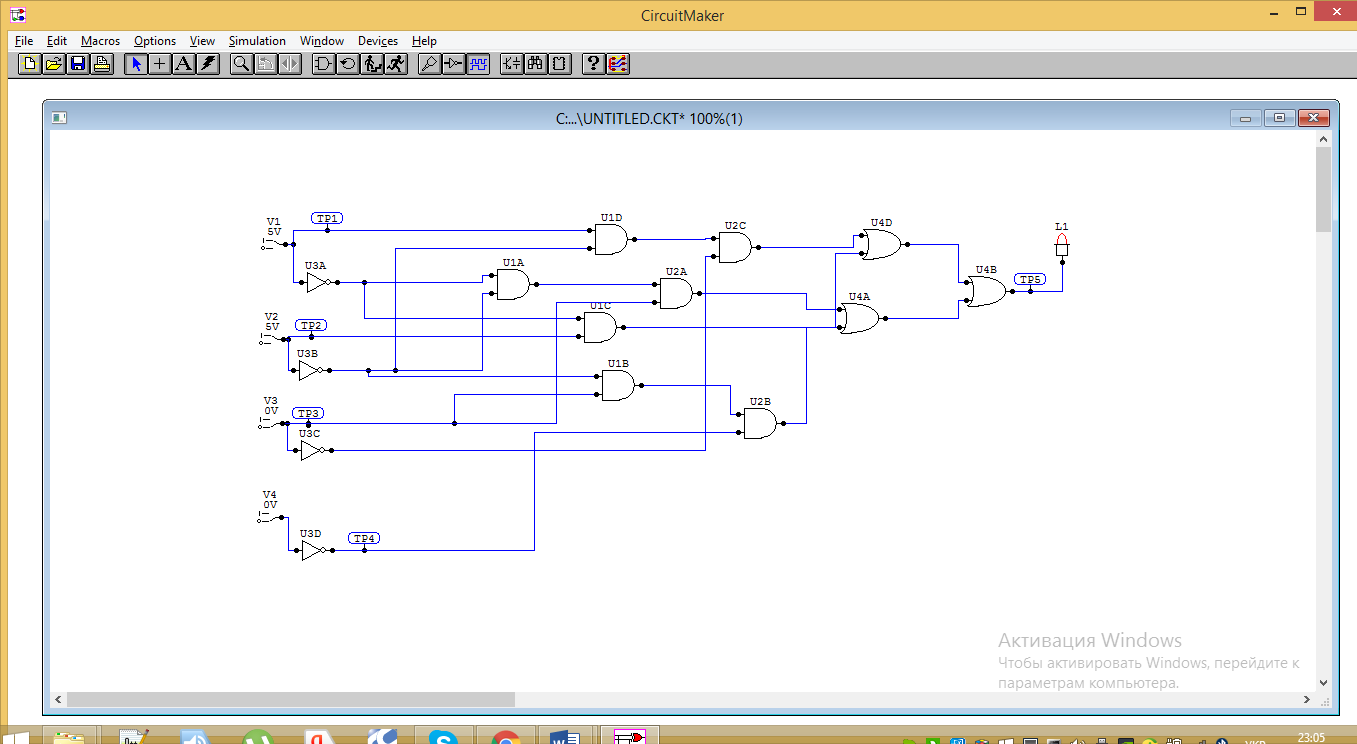 CircuitMaker
File Edit Macros Options View Simulation Window Devices Help
C:...\UNTITLED.CKT* 100%(1)
V1
5V
TP1
U1D
U2C
U4D
L1
U3A
U1A
U2A
U4B
TP5
V2
5V
TP2
U1C
U4A
U3B
U1B
V3
0V
TP3
U2B
U3C
V4
0V
U3D
TP4
Активация Windows
Чтобы активировать Windows, перейдите к
параметрам компьютера.
23:05